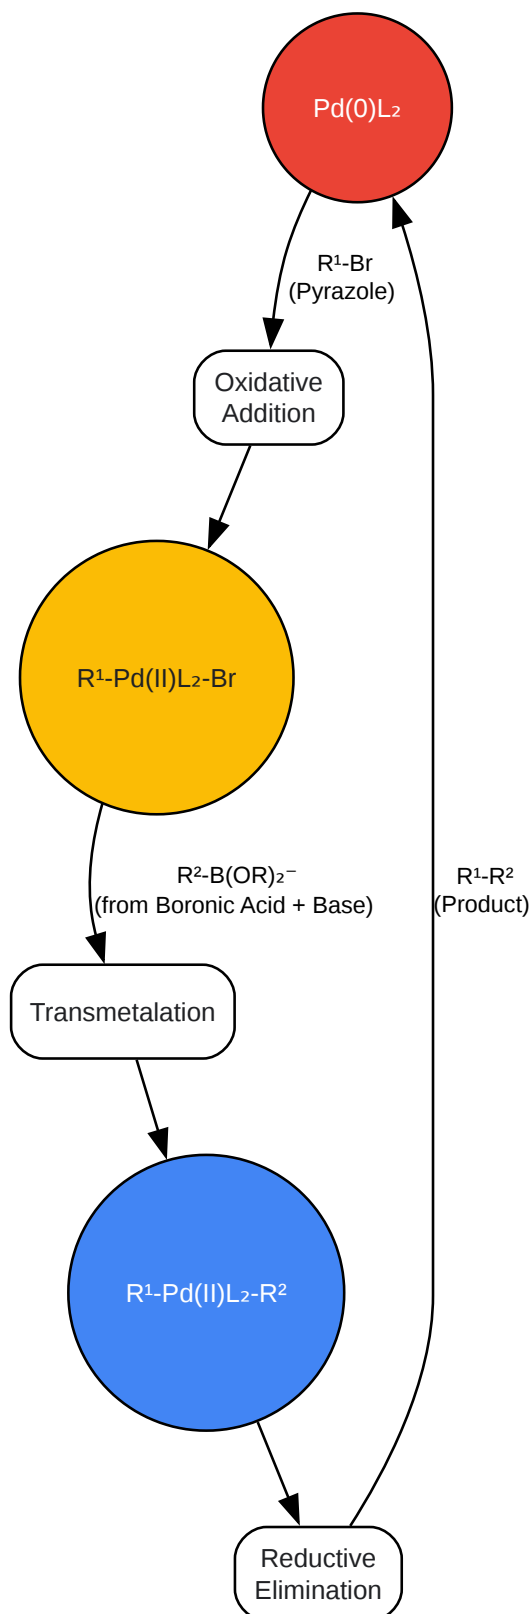 Pd(0)L₂
R¹-Br
(Pyrazole)
Oxidative
Addition
R¹-Pd(II)L₂-Br
R²-B(OR)₂⁻
(from Boronic Acid + Base)
R¹-R²
(Product)
Transmetalation
R¹-Pd(II)L₂-R²
Reductive
Elimination